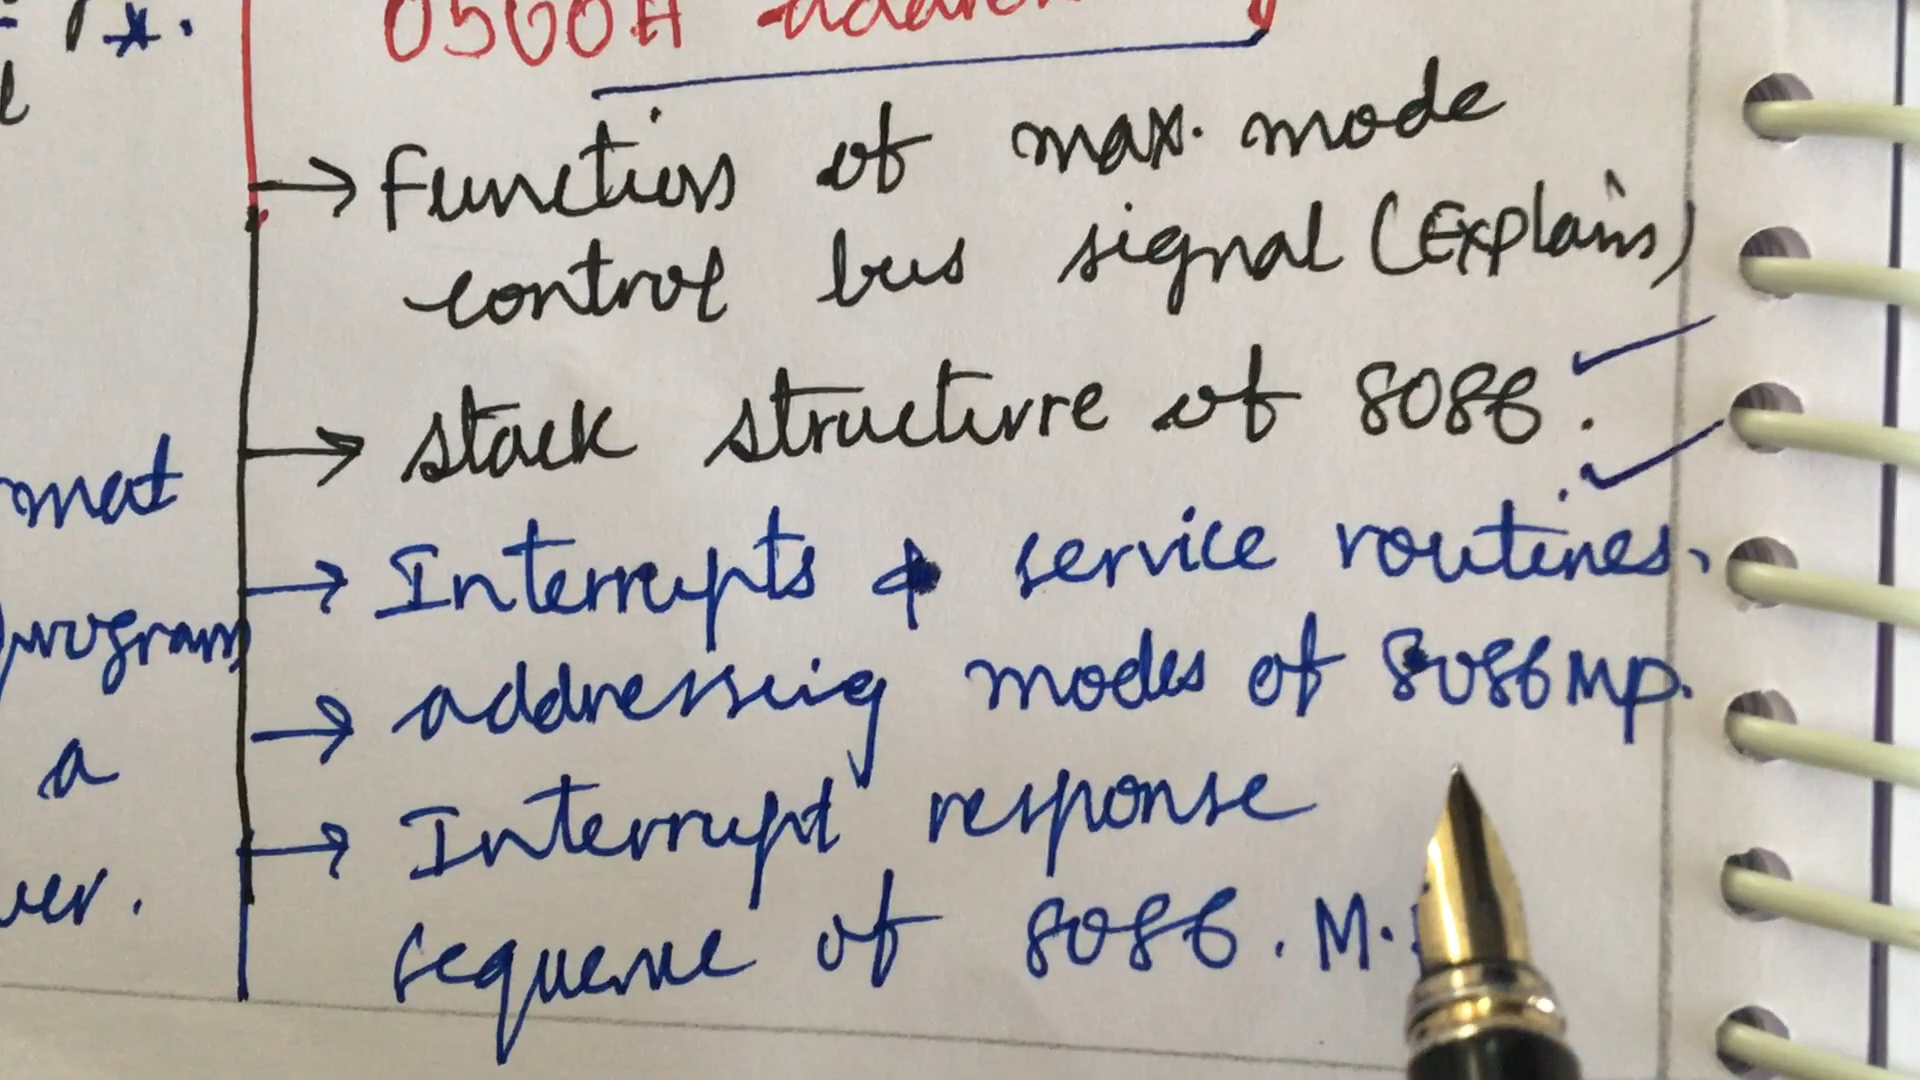 0500H
→ Function of max. mode
control bus signal (Explain)
→ stack structure of 8086.
→ Interrupts & service routines.
→ addressing modes of 8086 MP.
→ Interrupt response
sequence of 8086. M.
mat
program
a
ver.